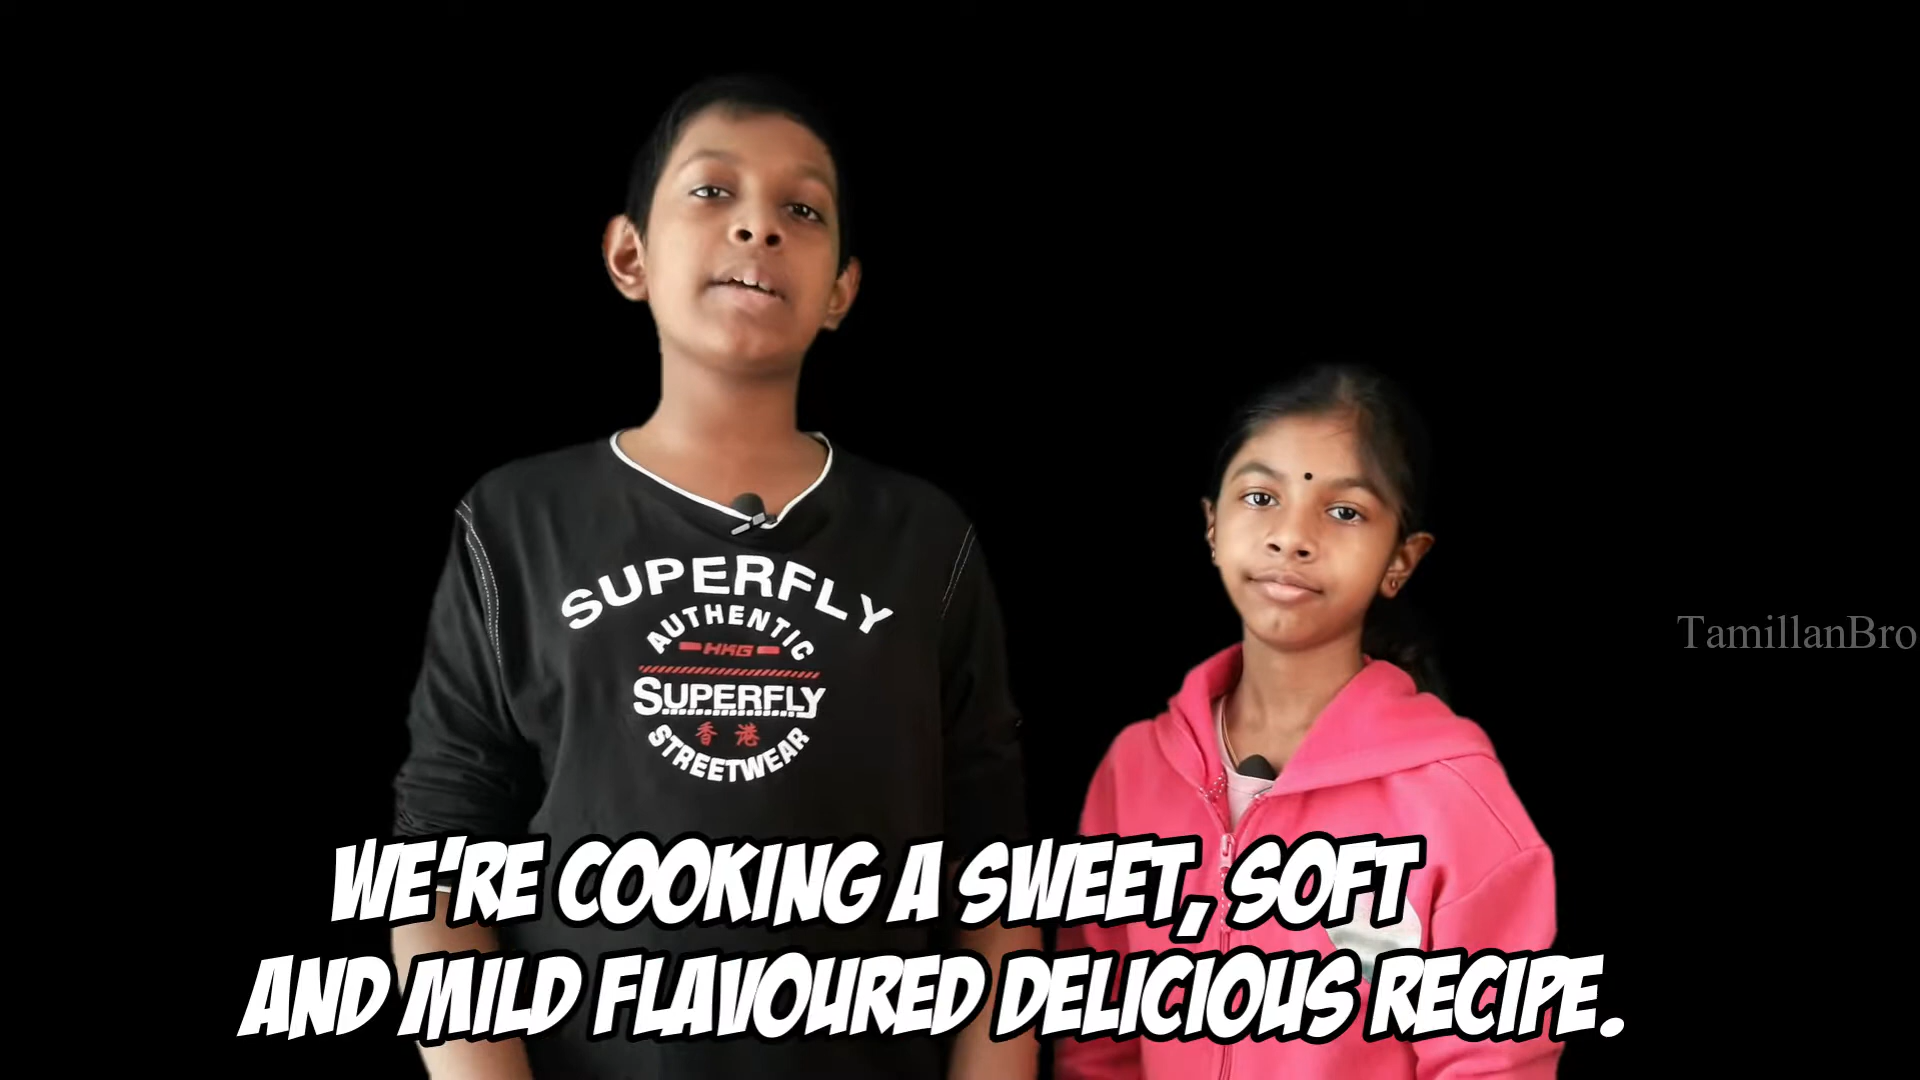 SUPERFLY
AUTHENTIC
HKG
SUPERFLY
香 港
STREETWEAR
TamillanBro
WE'RE COOKING A SWEET, SOFT
AND MILD FLAVOURED DELICIOUS RECIPE.